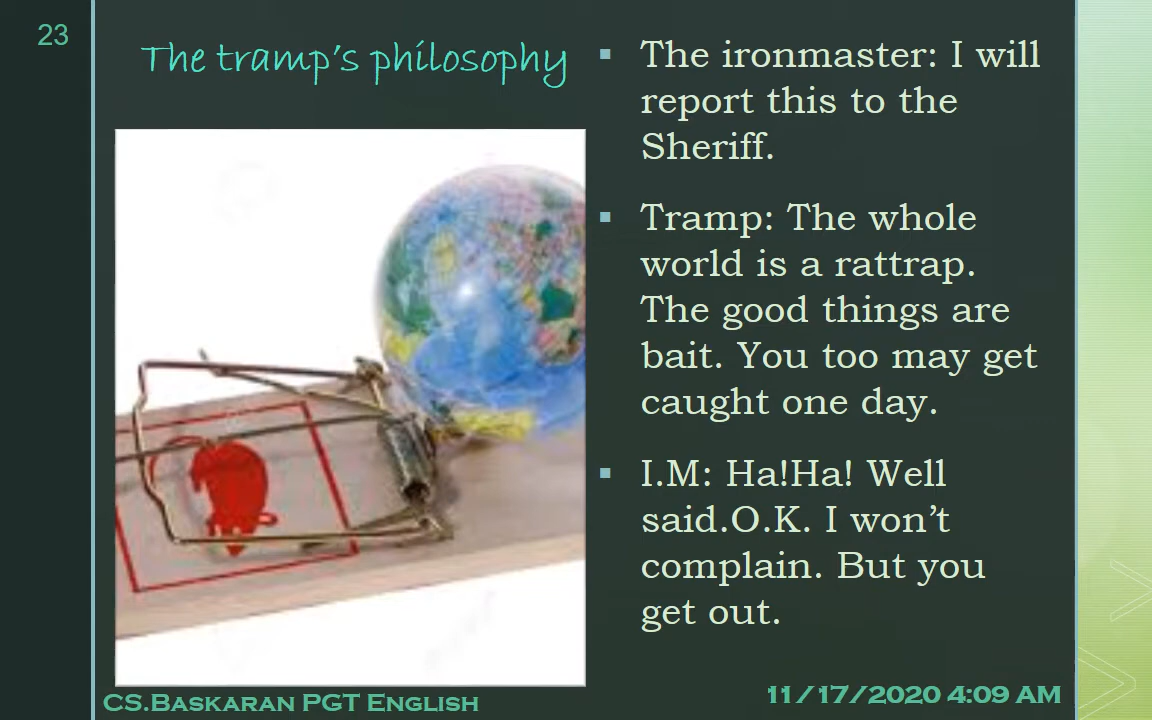 23
The tramp's philosophy
▪ The ironmaster: I will
report this to the
Sheriff.
▪ Tramp: The whole
world is a rattrap.
The good things are
bait. You too may get
caught one day.
▪ I.M: Ha!Ha! Well
said.O.K. I won't
complain. But you
get out.
CS.Baskaran PGT English
11/17/2020 4:09 AM